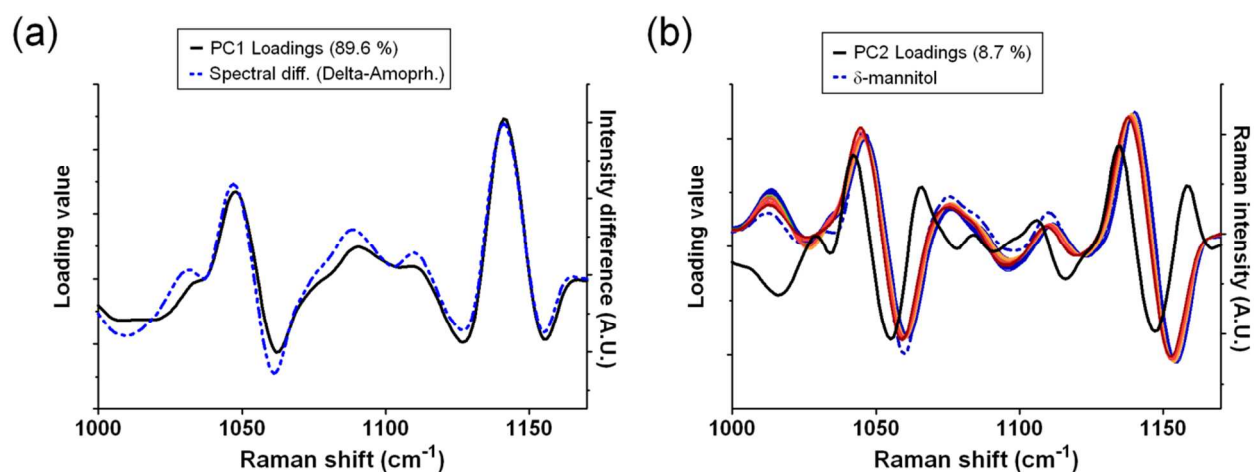 (a)
PC1 Loadings (89.6 %)
Spectral diff. (Delta-Amoprh.)
Loading value
Intensity difference (A.U.)
1000 1050 1100 1150
Raman shift (cm⁻¹)
(b)
PC2 Loadings (8.7 %)
δ-mannitol
Loading value
Raman intensity (A.U.)
1000 1050 1100 1150
Raman shift (cm⁻¹)